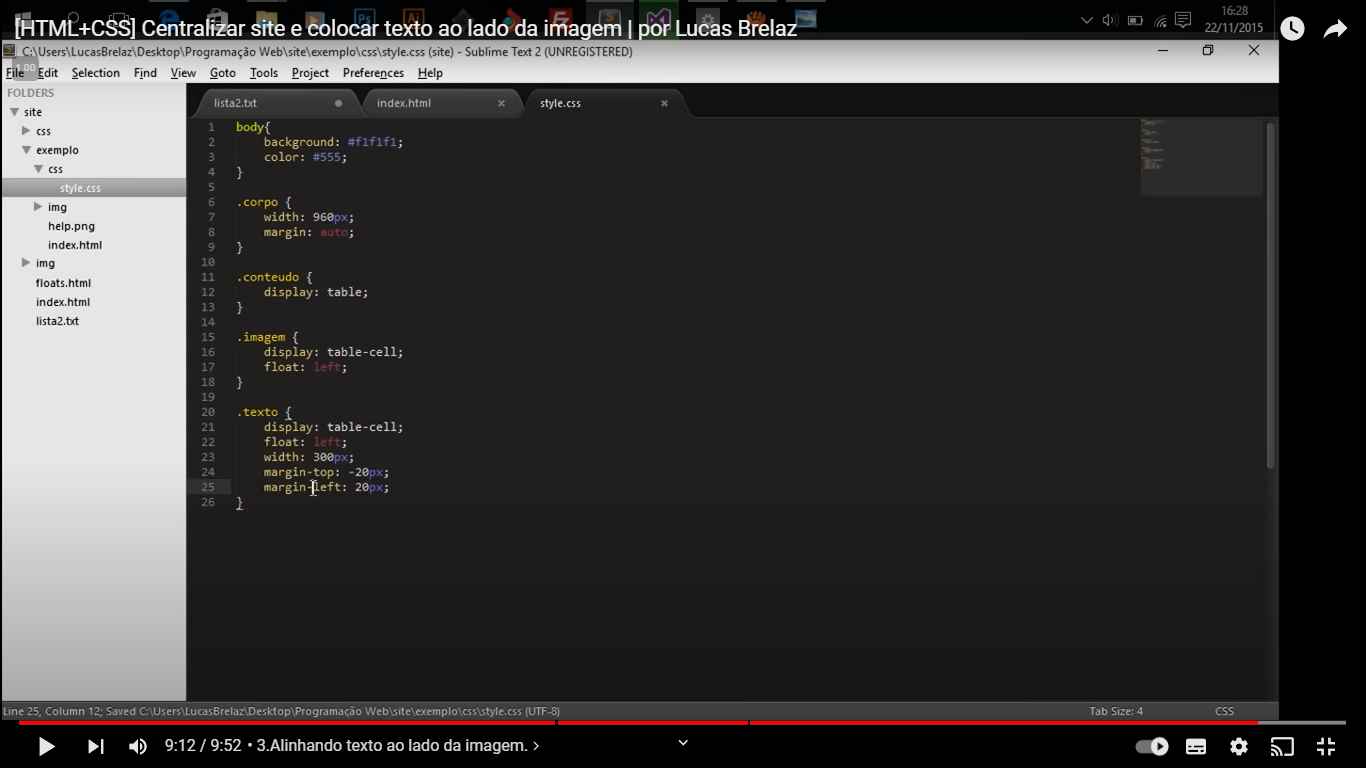 [HTML+CSS] Centralizar site e colocar texto ao lado da imagem | por Lucas Brelaz
16:28
22/11/2015
C:\Users\LucasBrelaz\Desktop\Programação Web\site\exemplo\css\style.css (site) - Sublime Text 2 (UNREGISTERED)
1.00
File Edit Selection Find View Goto Tools Project Preferences Help
FOLDERS
site
css
exemplo
css
style.css
img
help.png
index.html
img
floats.html
index.html
lista2.txt
lista2.txt index.html style.css
1 body{
2 background: #f1f1f1;
3 color: #555;
4 }
5
6 .corpo {
7 width: 960px;
8 margin: auto;
9 }
10
11 .conteudo {
12 display: table;
13 }
14
15 .imagem {
16 display: table-cell;
17 float: left;
18 }
19
20 .texto {
21 display: table-cell;
22 float: left;
23 width: 300px;
24 margin-top: -20px;
25 margin-left: 20px;
26 }
Line 25, Column 12; Saved C:\Users\LucasBrelaz\Desktop\Programação Web\site\exemplo\css\style.css (UTF-8)
Tab Size: 4 CSS
9:12 / 9:52 • 3.Alinhando texto ao lado da imagem. ›